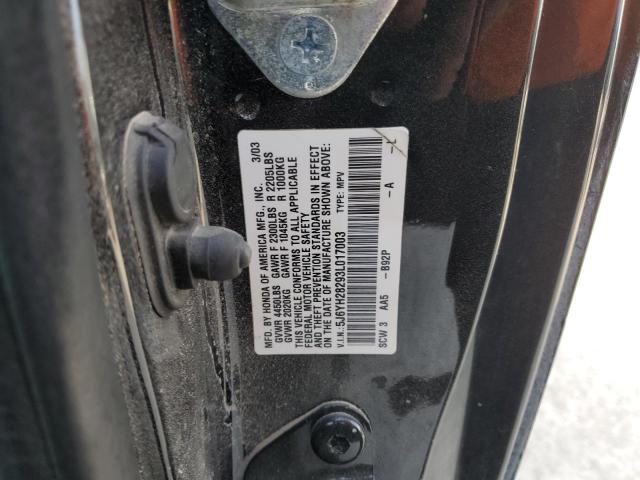 MFD. BY HONDA OF AMERICA MFG., INC. 3/03
GVWR 4450LBS GAWR F 2300LBS R 2205LBS
GVWR 2020KG GAWR F 1045KG R 1000KG
THIS VEHICLE CONFORMS TO ALL APPLICABLE
FEDERAL MOTOR VEHICLE SAFETY
AND THEFT PREVENTION STANDARDS IN EFFECT
ON THE DATE OF MANUFACTURE SHOWN ABOVE.
V.I.N.:5J6YH28293L017003 TYPE: MPV
SCW 3 AA5 -B92P -A